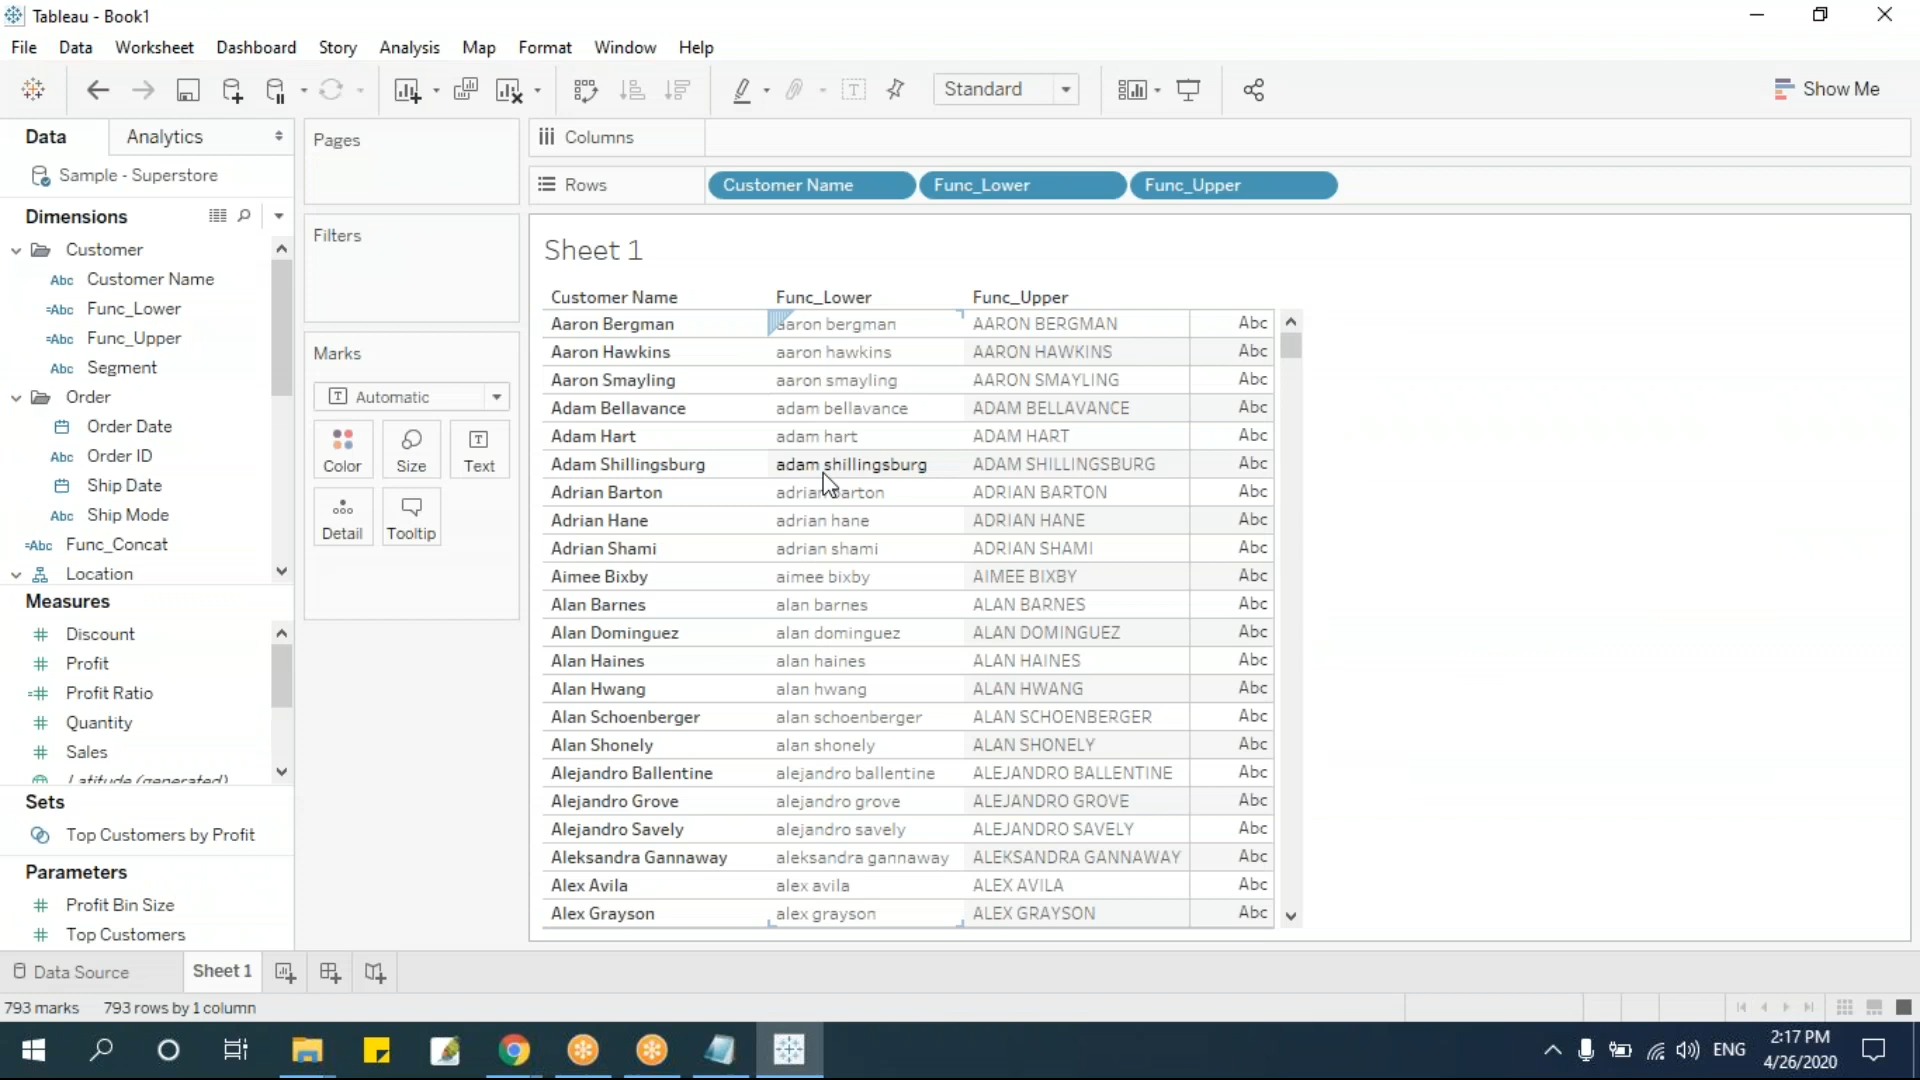 Tableau - Book1
File Data Worksheet Dashboard Story Analysis Map Format Window Help
Standard
Show Me
Data Analytics
Sample - Superstore
Dimensions
Customer
Abc Customer Name
=Abc Func_Lower
=Abc Func_Upper
Abc Segment
Order
Order Date
Abc Order ID
Ship Date
Abc Ship Mode
=Abc Func_Concat
Location
Measures
# Discount
# Profit
=# Profit Ratio
# Quantity
# Sales
Latitude (generated)
Sets
Top Customers by Profit
Parameters
# Profit Bin Size
# Top Customers
Pages
Filters
Marks
Automatic
Color Size Text
Detail Tooltip
Columns
Rows Customer Name Func_Lower Func_Upper
Sheet 1
Customer Name Func_Lower Func_Upper
Aaron Bergman aaron bergman AARON BERGMAN Abc
Aaron Hawkins aaron hawkins AARON HAWKINS Abc
Aaron Smayling aaron smayling AARON SMAYLING Abc
Adam Bellavance adam bellavance ADAM BELLAVANCE Abc
Adam Hart adam hart ADAM HART Abc
Adam Shillingsburg adam shillingsburg ADAM SHILLINGSBURG Abc
Adrian Barton adrian barton ADRIAN BARTON Abc
Adrian Hane adrian hane ADRIAN HANE Abc
Adrian Shami adrian shami ADRIAN SHAMI Abc
Aimee Bixby aimee bixby AIMEE BIXBY Abc
Alan Barnes alan barnes ALAN BARNES Abc
Alan Dominguez alan dominguez ALAN DOMINGUEZ Abc
Alan Haines alan haines ALAN HAINES Abc
Alan Hwang alan hwang ALAN HWANG Abc
Alan Schoenberger alan schoenberger ALAN SCHOENBERGER Abc
Alan Shonely alan shonely ALAN SHONELY Abc
Alejandro Ballentine alejandro ballentine ALEJANDRO BALLENTINE Abc
Alejandro Grove alejandro grove ALEJANDRO GROVE Abc
Alejandro Savely alejandro savely ALEJANDRO SAVELY Abc
Aleksandra Gannaway aleksandra gannaway ALEKSANDRA GANNAWAY Abc
Alex Avila alex avila ALEX AVILA Abc
Alex Grayson alex grayson ALEX GRAYSON Abc
Data Source Sheet 1
793 marks 793 rows by 1 column
ENG
2:17 PM
4/26/2020